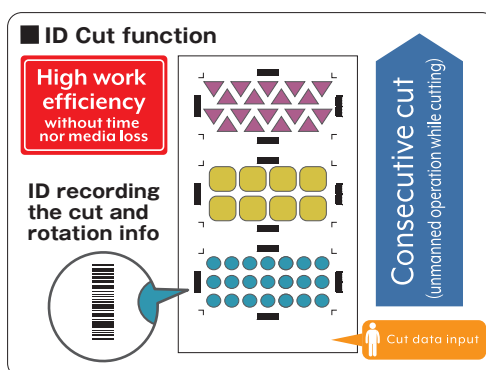 ■ ID Cut function
High work
efficiency
without time
nor media loss
ID recording
the cut and
rotation info
Consecutive cut
(unmanned operation while cutting)
Cut data input